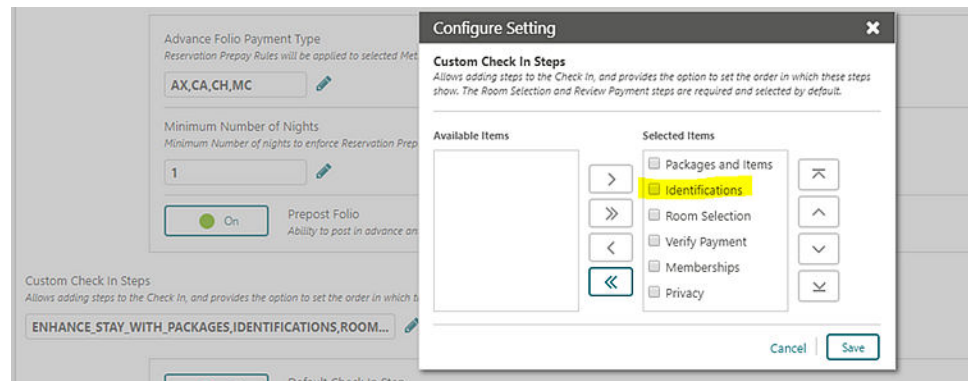 Advance Folio Payment Type
Reservation Prepay Rules will be applied to selected Met
AX,CA,CH,MC
Minimum Number of Nights
Minimum Number of nights to enforce Reservation Prep
1
On
Prepost Folio
Ability to post in advance an
Custom Check In Steps
Allows adding steps to the Check In, and provides the option to set the order in which t
ENHANCE_STAY_WITH_PACKAGES,IDENTIFICATIONS,ROOM...
Default Check In Step
Configure Setting
Custom Check In Steps
Allows adding steps to the Check In, and provides the option to set the order in which these steps
show. The Room Selection and Review Payment steps are required and selected by default.
Available Items
Selected Items
Packages and Items
Identifications
Room Selection
Verify Payment
Memberships
Privacy
Cancel
Save